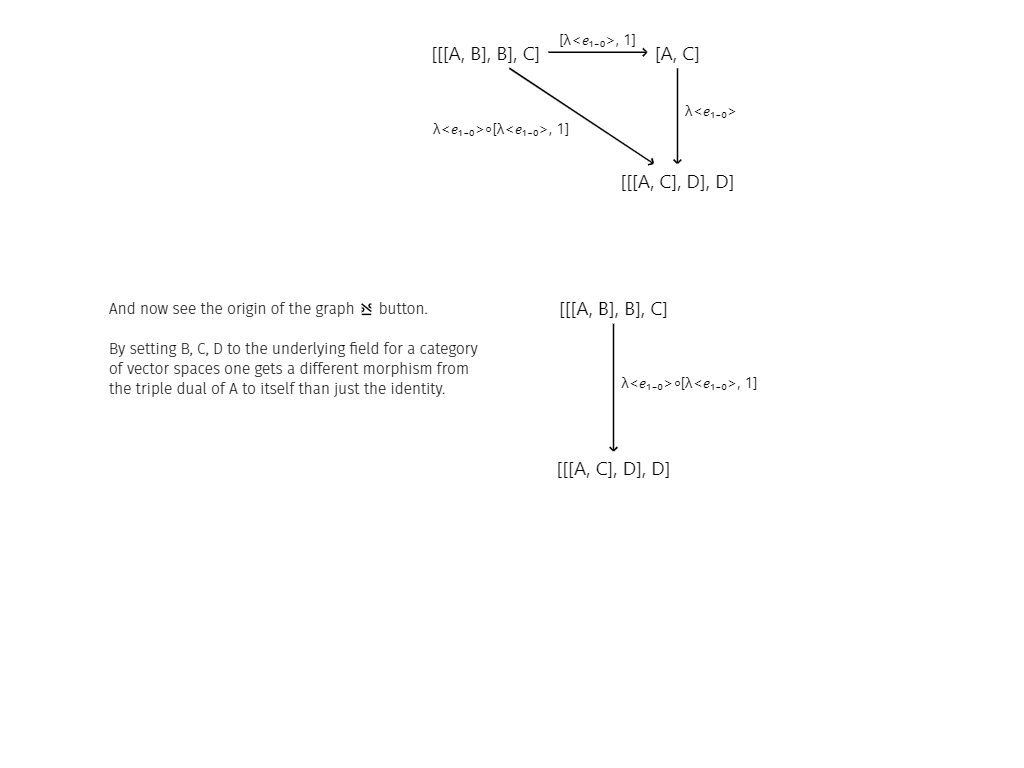 [λ<e₁₋₀>, 1]
[[[A, B], B], C]
[A, C]
λ<e₁₋₀>
λ<e₁₋₀>∘[λ<e₁₋₀>, 1]
[[[A, C], D], D]
And now see the origin of the graph button.
[[[A, B], B], C]
By setting B, C, D to the underlying field for a category
of vector spaces one gets a different morphism from
the triple dual of A to itself than just the identity.
λ<e₁₋₀>∘[λ<e₁₋₀>, 1]
[[[A, C], D], D]